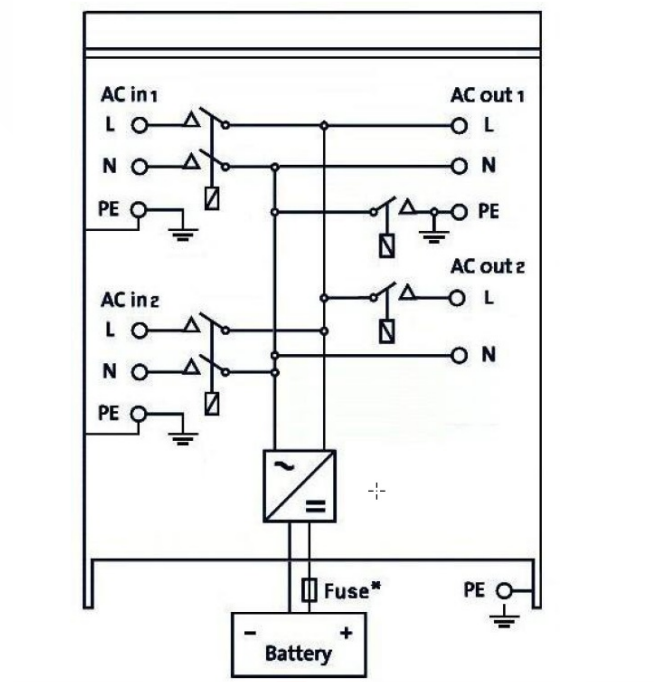 AC in 1
AC out 1
L
L
N
N
PE
PE
AC out 2
AC in 2
L
L
N
N
PE
~
=
Fuse*
PE
- +
Battery